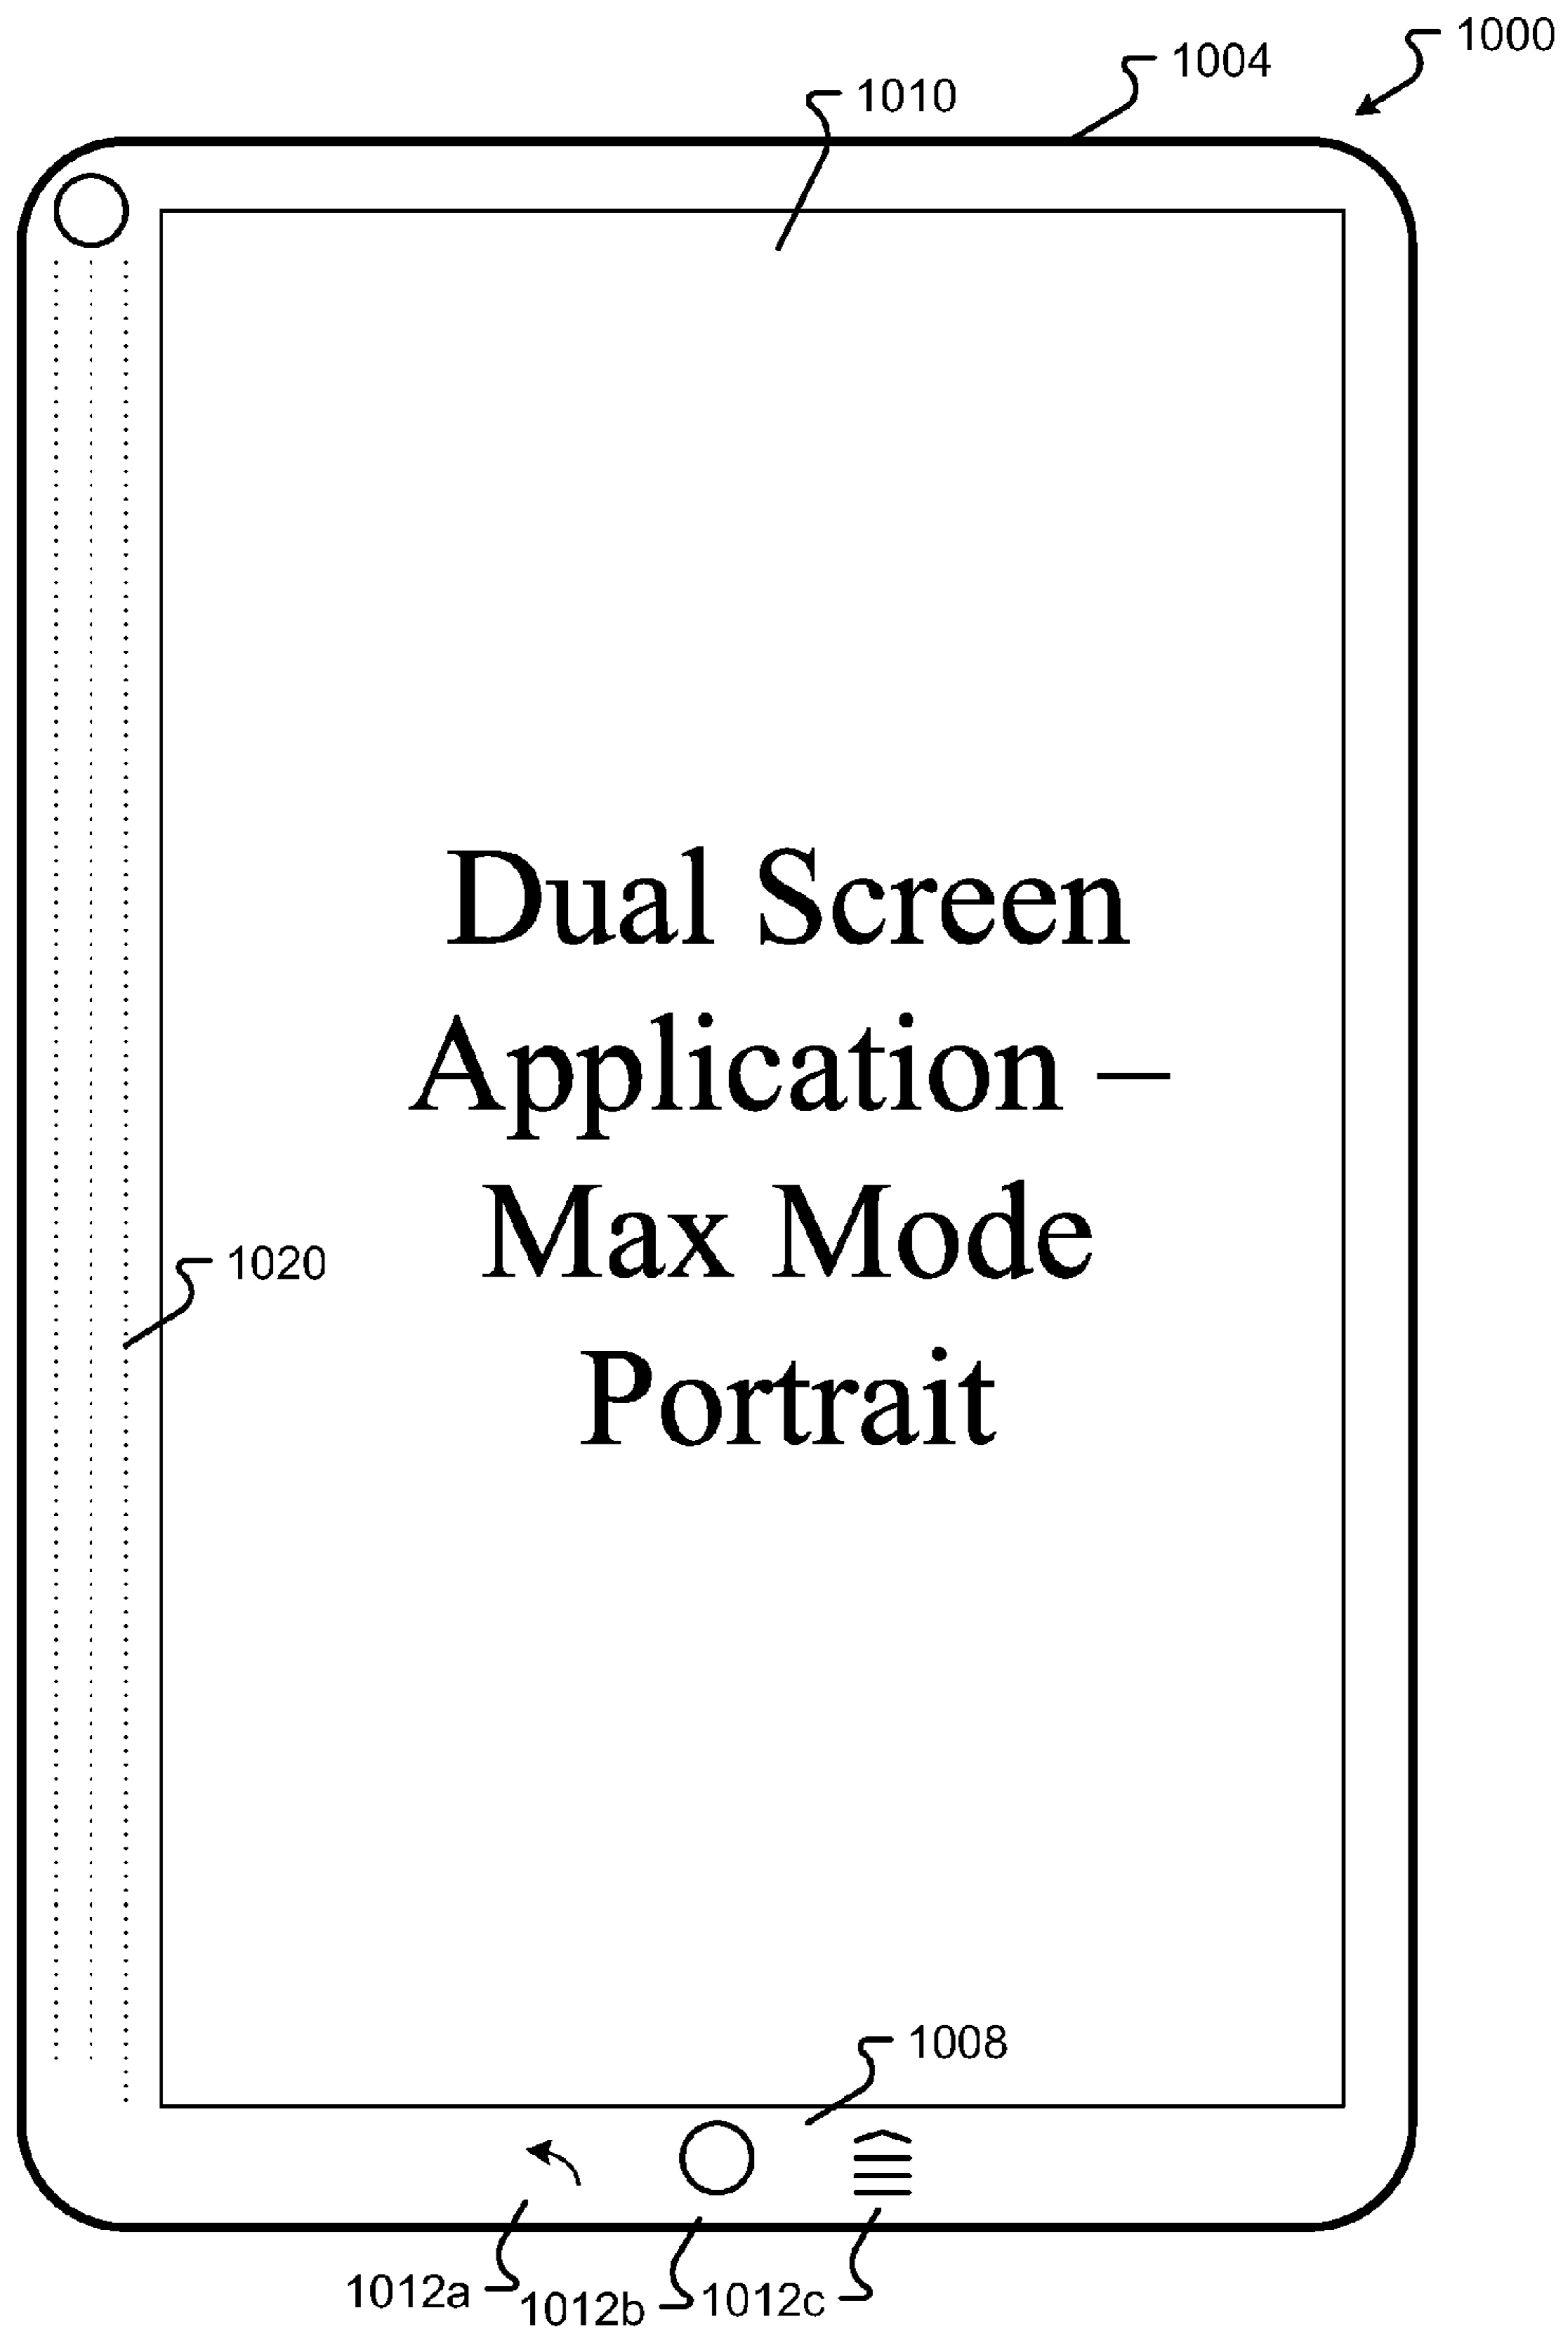 1000
1004
1010
Dual Screen
Application –
Max Mode
Portrait
1020
1008
1012a
1012b
1012c